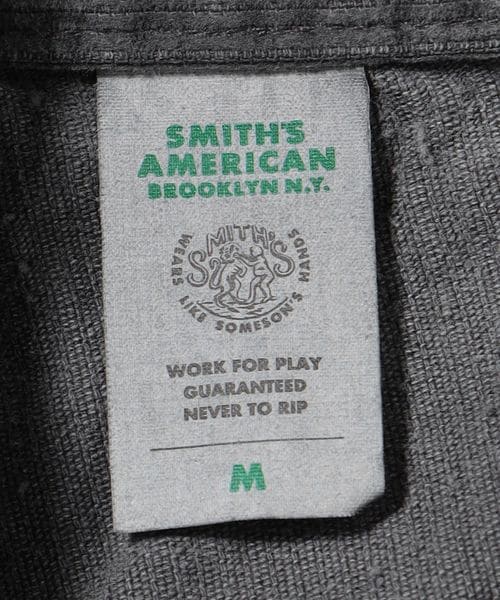 SMITH'S
AMERICAN
BROOKLYN N.Y.
SMITH'S
WEARS LIKE SOMESON'S HANDS
WORK FOR PLAY
GUARANTEED
NEVER TO RIP
M